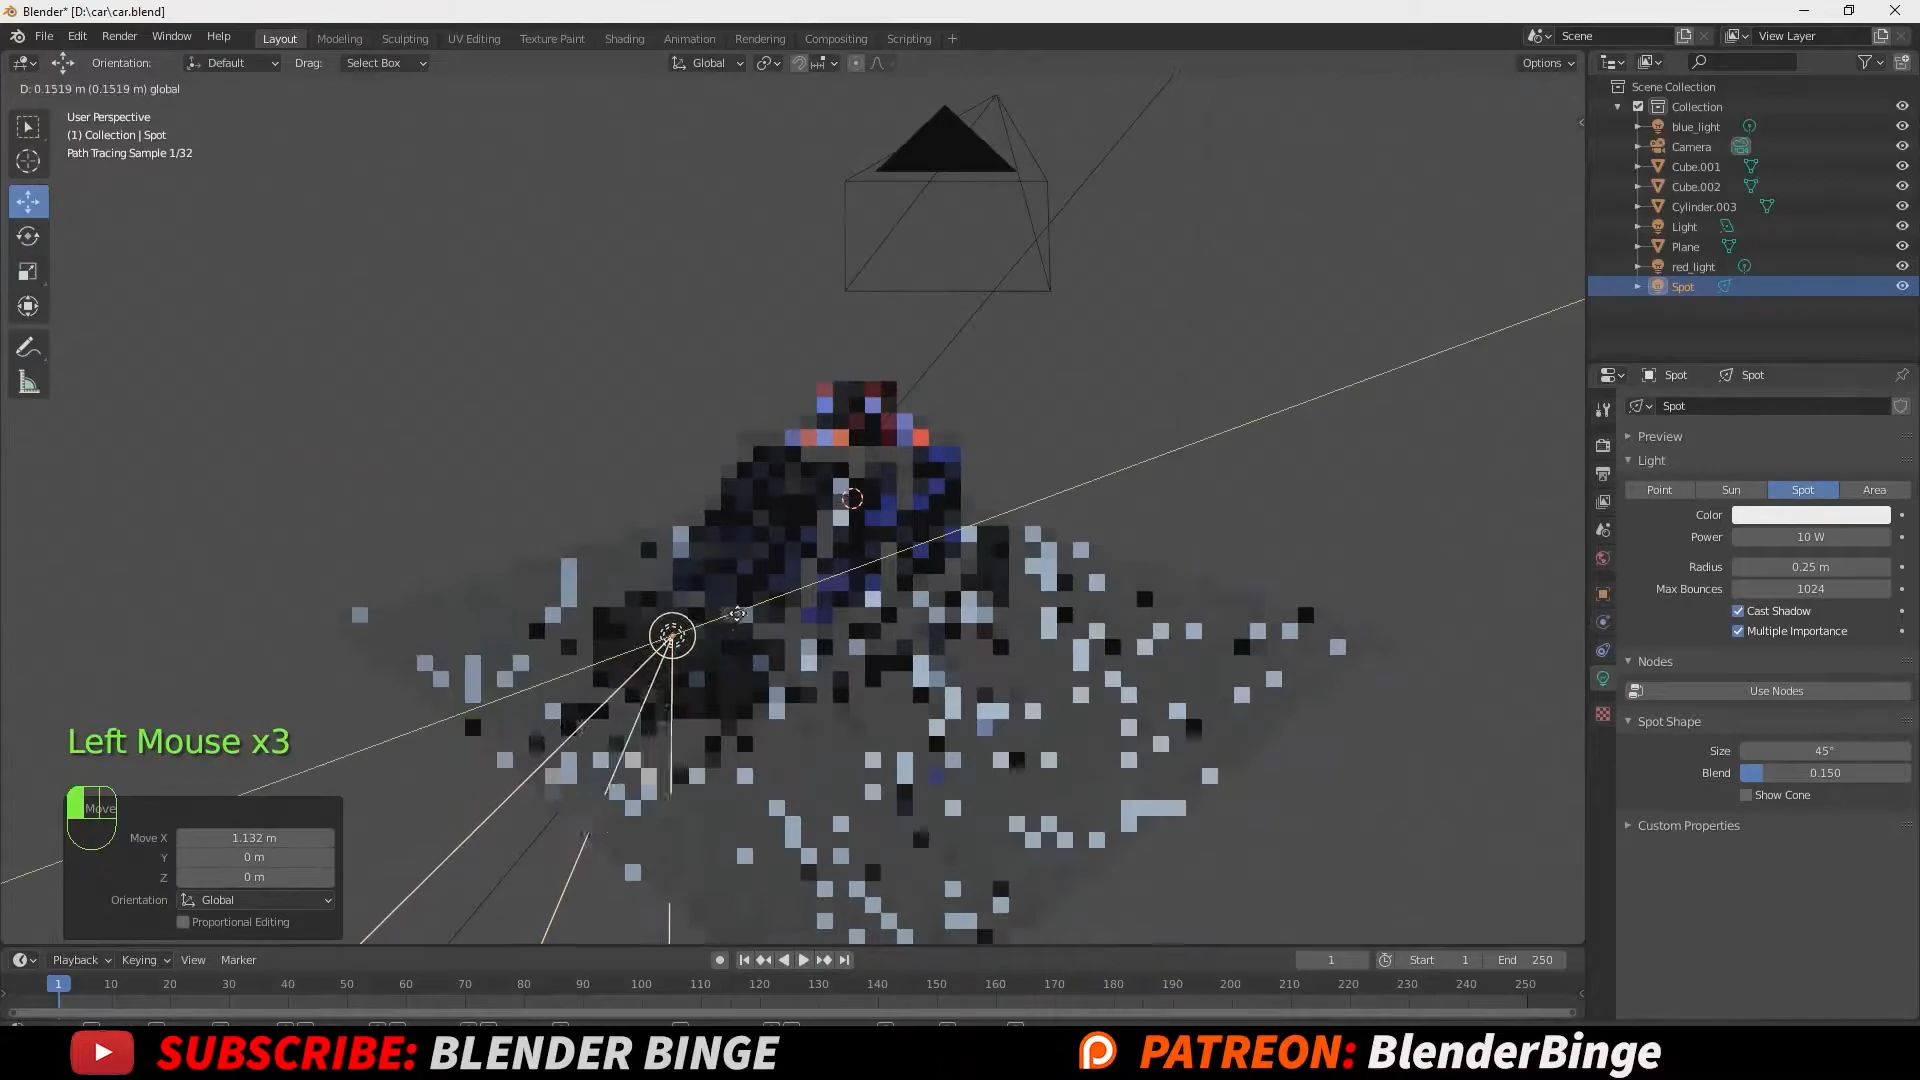 Blender* [D:\car\car.blend]
File Edit Render Window Help
Layout Modeling Sculpting UV Editing Texture Paint Shading Animation Rendering Compositing Scripting
Scene
View Layer
Orientation: Default Drag: Select Box
Global
Options
D: 0.1519 m (0.1519 m) global
User Perspective
(1) Collection | Spot
Path Tracing Sample 1/32
Scene Collection
Collection
blue_light
Camera
Cube.001
Cube.002
Cylinder.003
Light
Plane
red_light
Spot
Spot Spot
Spot
Preview
Light
Point Sun Spot Area
Color
Power 10 W
Radius 0.25 m
Max Bounces 1024
Cast Shadow
Multiple Importance
Nodes
Use Nodes
Spot Shape
Size 45°
Blend 0.150
Show Cone
Custom Properties
Left Mouse x3
Move
Move X 1.132 m
Y 0 m
Z 0 m
Orientation Global
Proportional Editing
Playback Keying View Marker
1 Start 1 End 250
1 10 20 30 40 50 60 70 80 90 100 110 120 130 140 150 160 170 180 190 200 210 220 230 240 250
SUBSCRIBE: BLENDER BINGE
PATREON: BlenderBinge